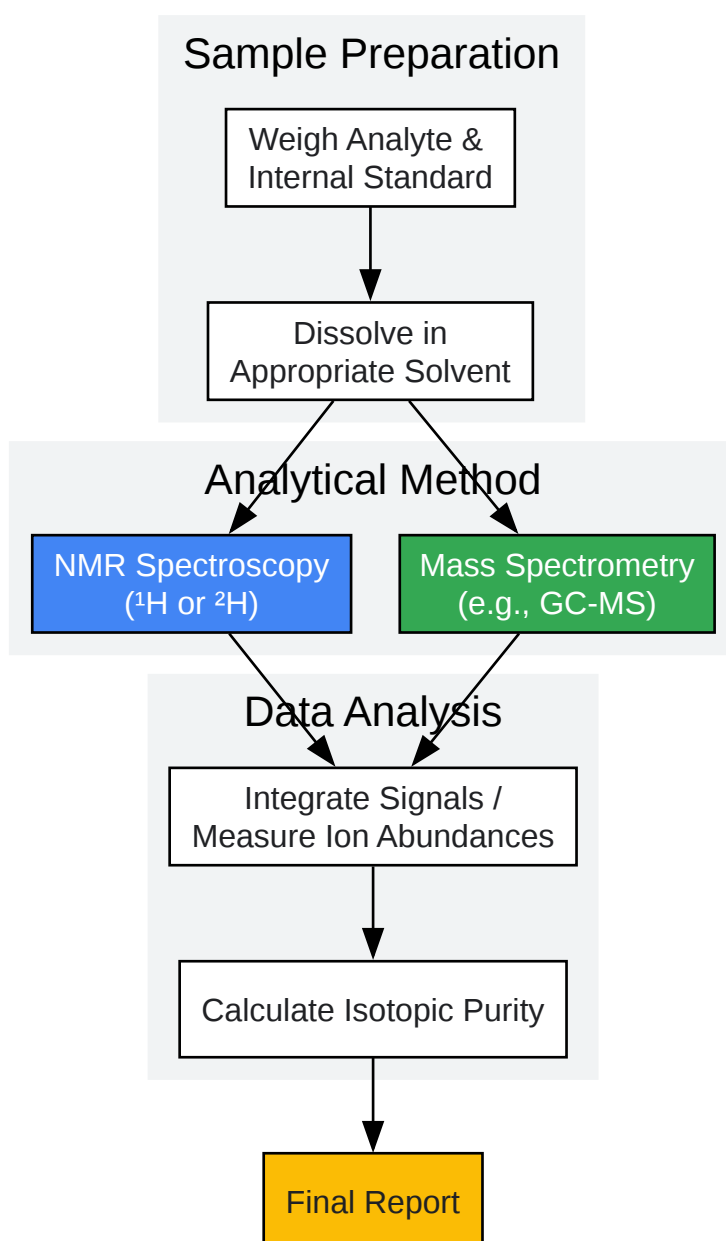 Sample Preparation
Weigh Analyte &
Internal Standard
Dissolve in
Appropriate Solvent
Analytical Method
NMR Spectroscopy
(¹H or ²H)
Mass Spectrometry
(e.g., GC-MS)
Data Analysis
Integrate Signals /
Measure Ion Abundances
Calculate Isotopic Purity
Final Report